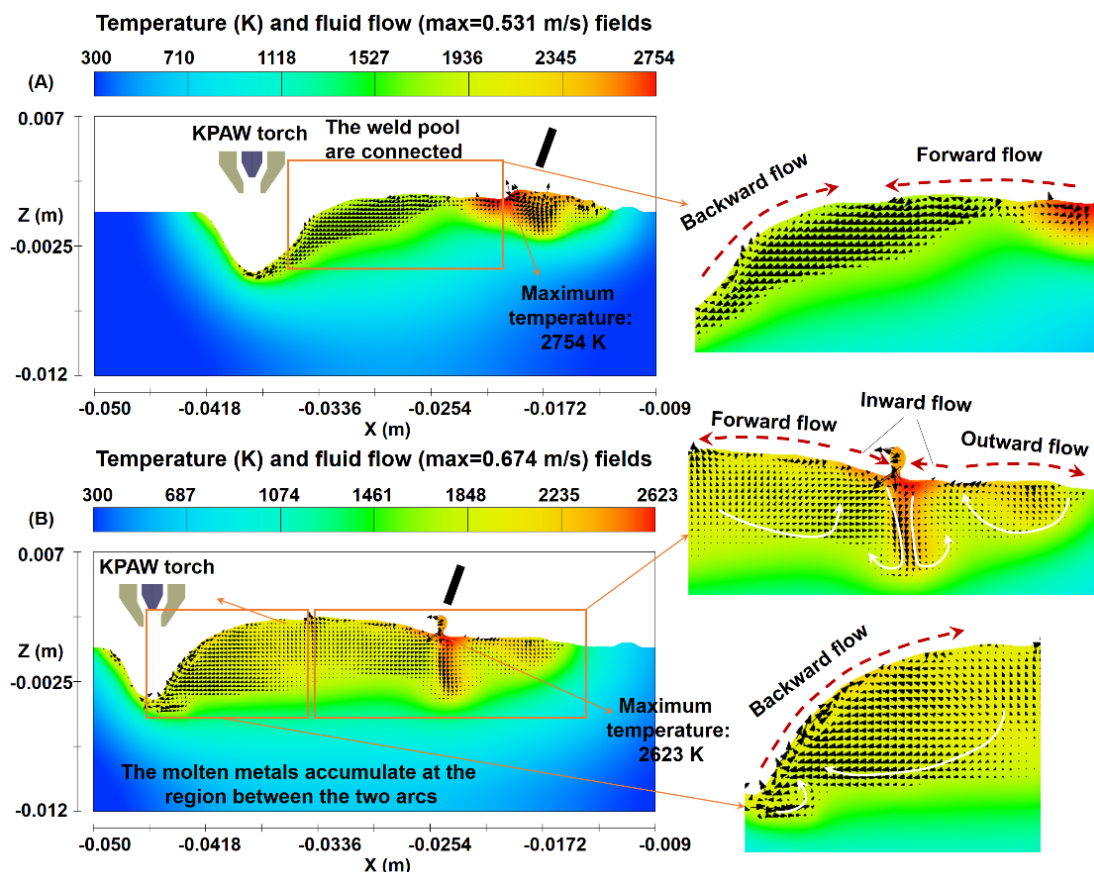 Temperature (K) and fluid flow (max=0.531 m/s) fields
300 710 1118 1527 1936 2345 2754
(A)
0.007
KPAW torch
The weld pool
are connected
Z (m)
-0.0025
Maximum
temperature:
2754 K
-0.012
-0.050 -0.0418 -0.0336 -0.0254 -0.0172 -0.009
X (m)
Backward flow
Forward flow
Temperature (K) and fluid flow (max=0.674 m/s) fields
300 687 1074 1461 1848 2235 2623
(B)
0.007
KPAW torch
Z (m)
-0.0025
Maximum
temperature:
2623 K
The molten metals accumulate at the
region between the two arcs
-0.012
-0.050 -0.0418 -0.0336 -0.0254 -0.0172 -0.009
X (m)
Forward flow
Inward flow
Outward flow
Backward flow